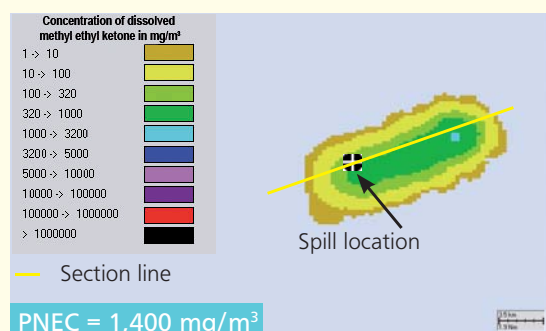 Concentration of dissolved
methyl ethyl ketone in mg/m³
1 -> 10
10 -> 100
100 -> 320
320 -> 1000
1000 -> 3200
3200 -> 5000
5000 -> 10000
10000 -> 100000
100000 -> 1000000
> 1000000
Spill location
Section line
PNEC = 1,400 mg/m³